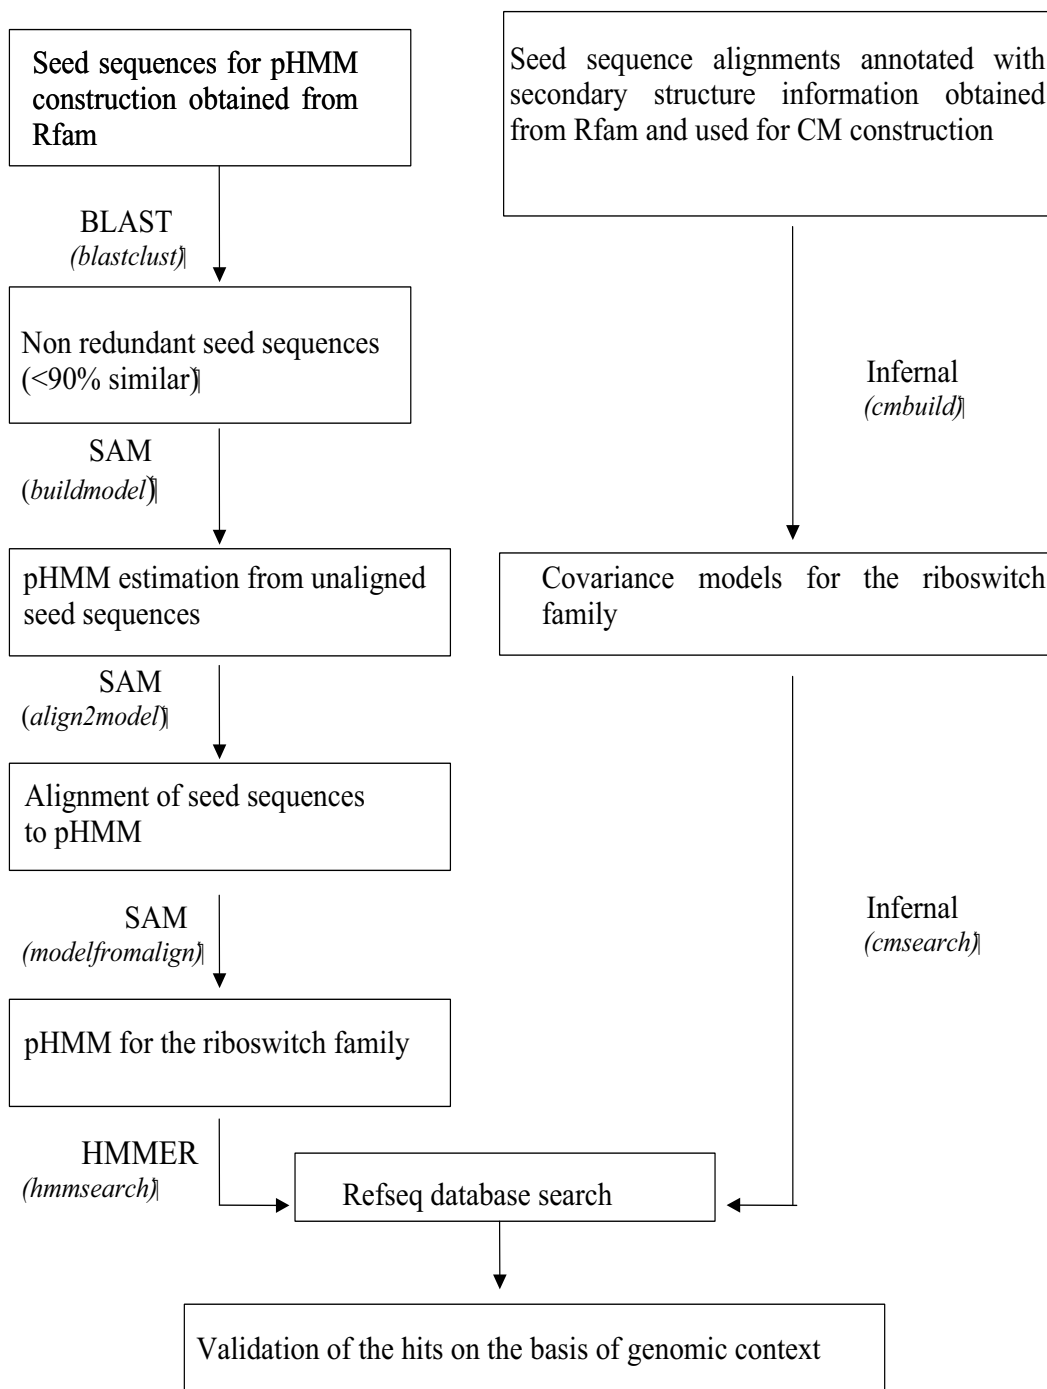 Seed sequences for pHMM
construction obtained from
Rfam
BLAST
(blastclust)
Non redundant seed sequences
(<90% similar)
SAM
(buildmodel)
pHMM estimation from unaligned
seed sequences
SAM
(align2model)
Alignment of seed sequences
to pHMM
SAM
(modelfromalign)
pHMM for the riboswitch family
HMMER
(hmmsearch)
Seed sequence alignments annotated with
secondary structure information obtained
from Rfam and used for CM construction
Infernal
(cmbuild)
Covariance models for the riboswitch
family
Infernal
(cmsearch)
Refseq database search
Validation of the hits on the basis of genomic context